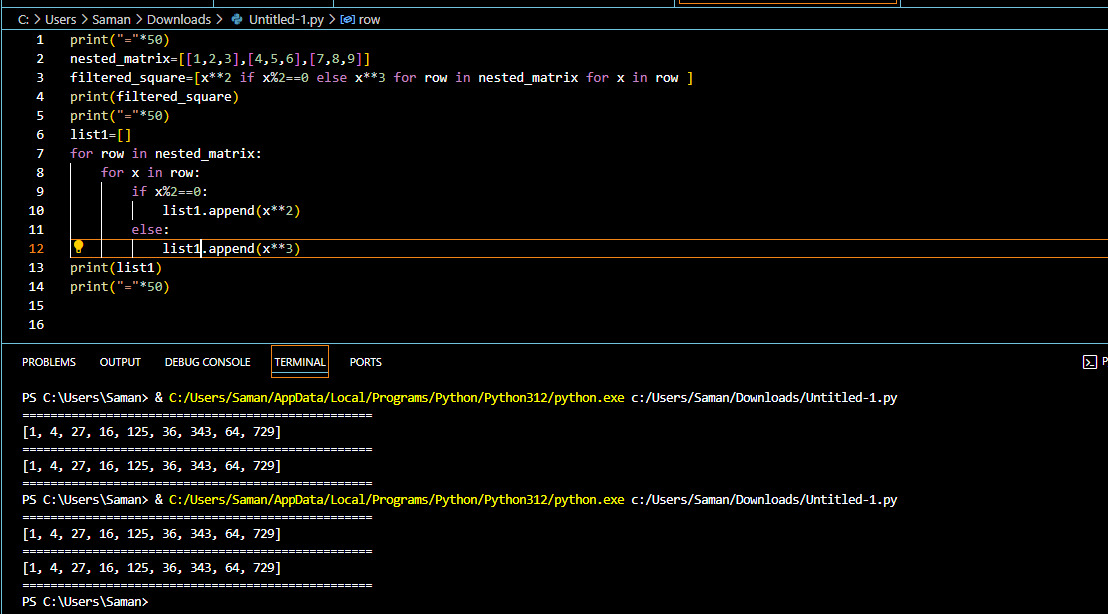 C: > Users > Saman > Downloads > Untitled-1.py > row
1 print("="*50)
2 nested_matrix=[[1,2,3],[4,5,6],[7,8,9]]
3 filtered_square=[x**2 if x%2==0 else x**3 for row in nested_matrix for x in row ]
4 print(filtered_square)
5 print("="*50)
6 list1=[]
7 for row in nested_matrix:
8     for x in row:
9         if x%2==0:
10             list1.append(x**2)
11         else:
12             list1.append(x**3)
13 print(list1)
14 print("="*50)
15
16
PROBLEMS OUTPUT DEBUG CONSOLE TERMINAL PORTS P
PS C:\Users\Saman> & C:/Users/Saman/AppData/Local/Programs/Python/Python312/python.exe c:/Users/Saman/Downloads/Untitled-1.py
==================================================
[1, 4, 27, 16, 125, 36, 343, 64, 729]
==================================================
[1, 4, 27, 16, 125, 36, 343, 64, 729]
==================================================
PS C:\Users\Saman> & C:/Users/Saman/AppData/Local/Programs/Python/Python312/python.exe c:/Users/Saman/Downloads/Untitled-1.py
==================================================
[1, 4, 27, 16, 125, 36, 343, 64, 729]
==================================================
[1, 4, 27, 16, 125, 36, 343, 64, 729]
==================================================
PS C:\Users\Saman>